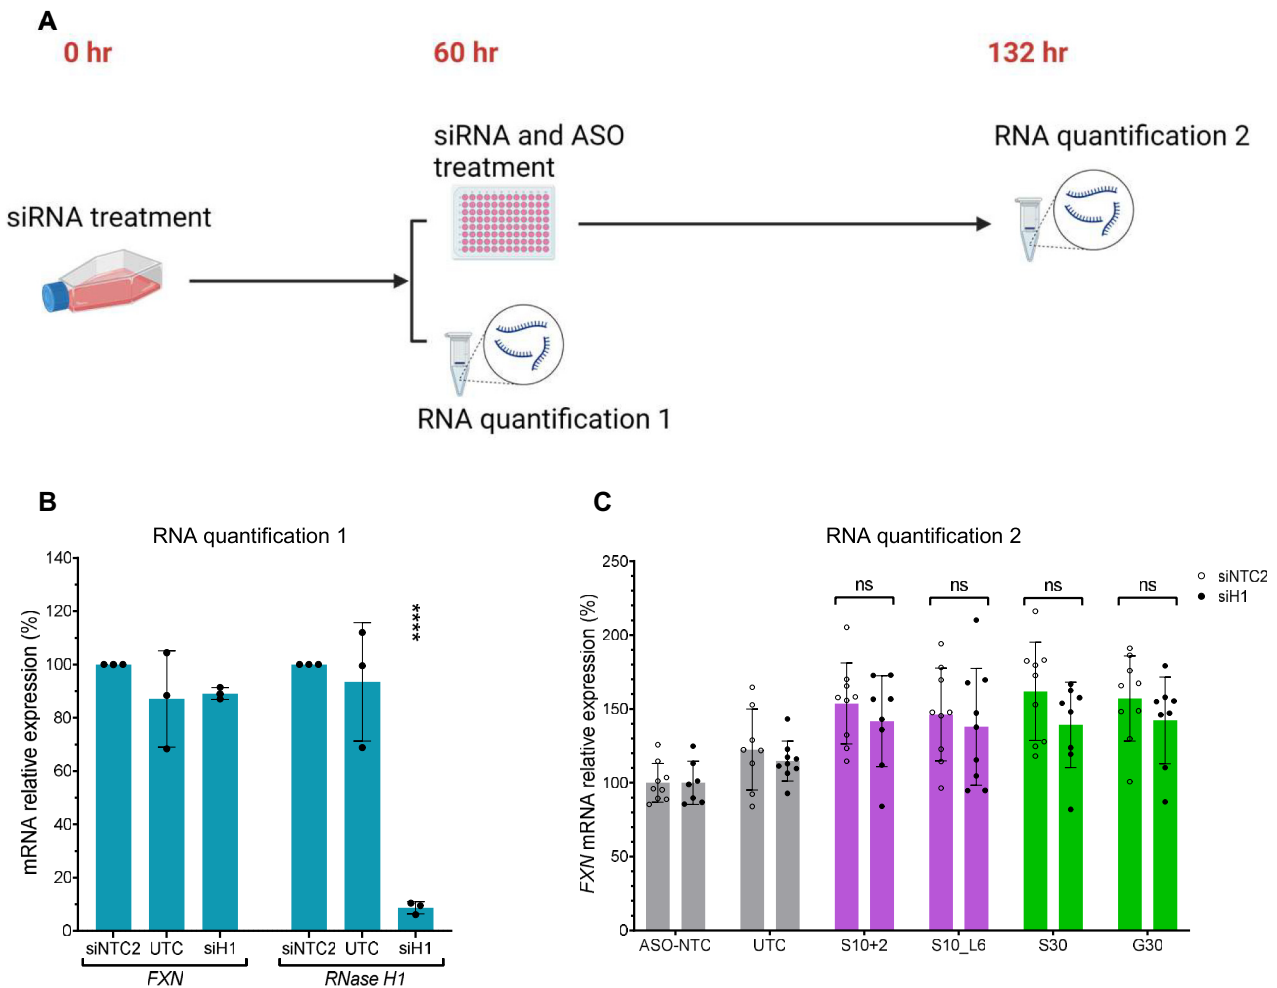 A
0 hr
60 hr
132 hr
siRNA treatment
siRNA and ASO
treatment
RNA quantification 1
RNA quantification 2
B
RNA quantification 1
mRNA relative expression (%)
140
120
100
80
60
40
20
0
****
siNTC2 UTC siH1 siNTC2 UTC siH1
FXN RNase H1
C
RNA quantification 2
FXN mRNA relative expression (%)
250
200
150
100
50
0
ns ns ns ns
siNTC2
siH1
ASO-NTC UTC S10+2 S10_L6 S30 G30